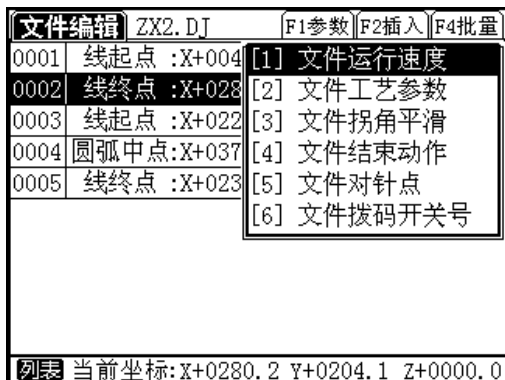 文件编辑 ZX2.DJ F1参数 F2插入 F4批量
0001 线起点 :X+004
0002 线终点 :X+028
0003 线起点 :X+022
0004 圆弧中点:X+037
0005 线终点 :X+023
[1] 文件运行速度
[2] 文件工艺参数
[3] 文件拐角平滑
[4] 文件结束动作
[5] 文件对针点
[6] 文件拨码开关号
列表 当前坐标:X+0280.2 Y+0204.1 Z+0000.0